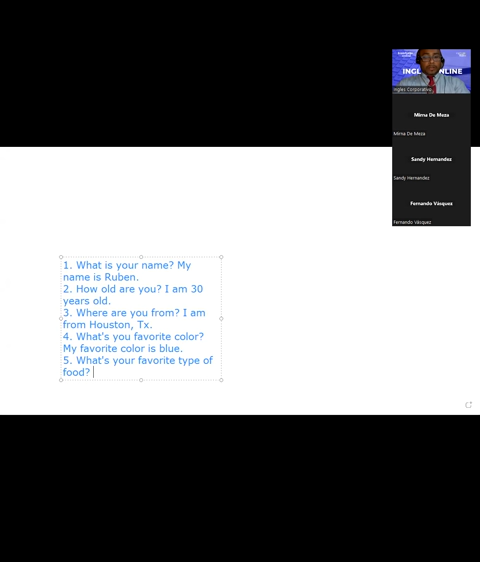 INGL NLINE
Ingles Corporativo
Mirna De Meza
Mirna De Meza
Sandy Hernandez
Sandy Hernandez
Fernando Vásquez
Fernando Vásquez
1. What is your name? My
name is Ruben.
2. How old are you? I am 30
years old.
3. Where are you from? I am
from Houston, Tx.
4. What's you favorite color?
My favorite color is blue.
5. What's your favorite type of
food?